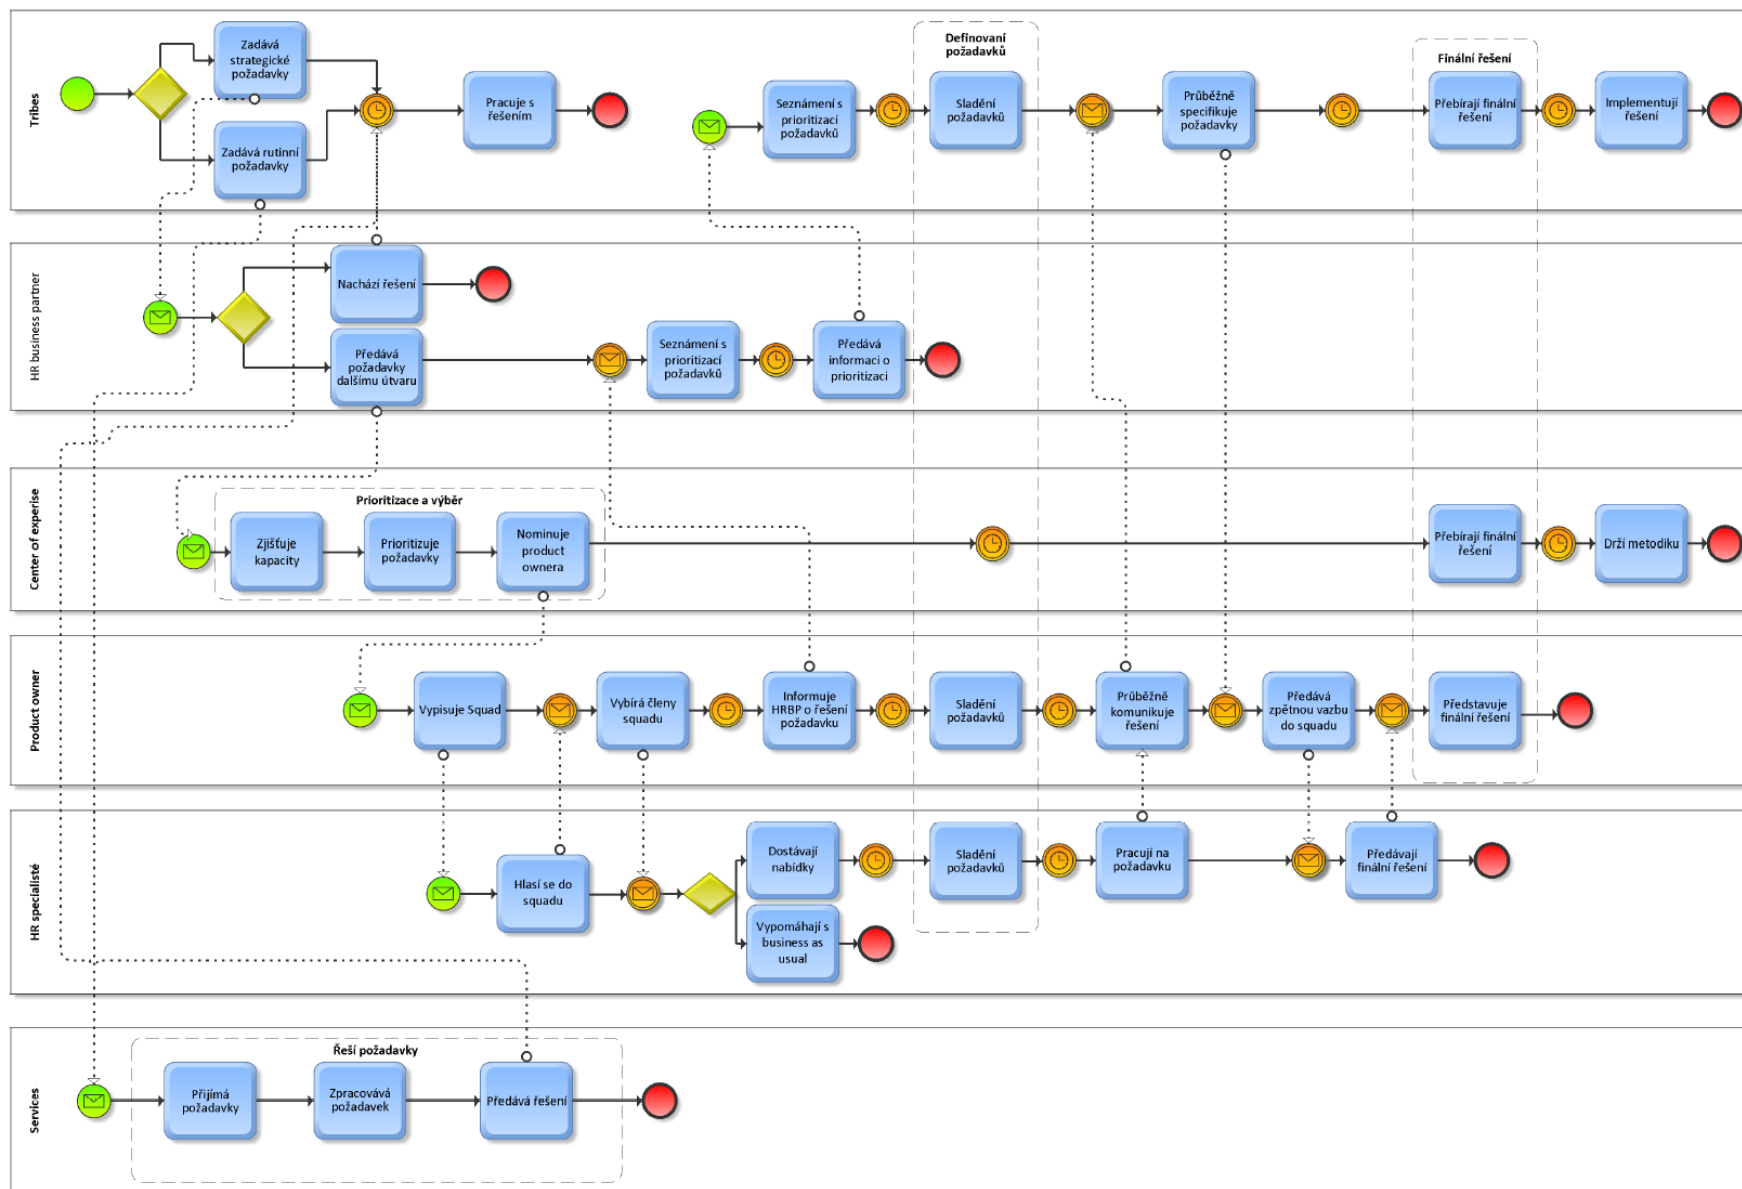 Tribes
Zadává
strategické
požadavky
Zadává rutinní
požadavky
Pracuje s
řešením
Seznámení s
prioritizací
požadavků
Definovaní
požadavků
Sladění
požadavků
Průběžně
specifikuje
požadavky
Finální řešení
Přebírají finální
řešení
Implementují
řešení
HR business partner
Nachází řešení
Předává
požadavky
dalšímu útvaru
Seznámení s
prioritizací
požadavků
Předává
informaci o
prioritizaci
Center of experise
Prioritizace a výběr
Zjišťuje
kapacity
Prioritizuje
požadavky
Nominuje
product
ownera
Přebírají finální
řešení
Drží metodiku
Product owner
Vypisuje Squad
Vybírá členy
squadu
Informuje
HRBP o řešení
požadavku
Sladění
požadavků
Průběžně
komunikuje
řešení
Předává
zpětnou vazbu
do squadu
Představuje
finální řešení
HR specialisté
Hlasí se do
squadu
Dostávají
nabídky
Vypomáhají s
business as
usual
Sladění
požadavků
Pracují na
požadavku
Předávají
finální řešení
Services
Řeší požadavky
Přijímá
požadavky
Zpracovává
požadavek
Předává řešení